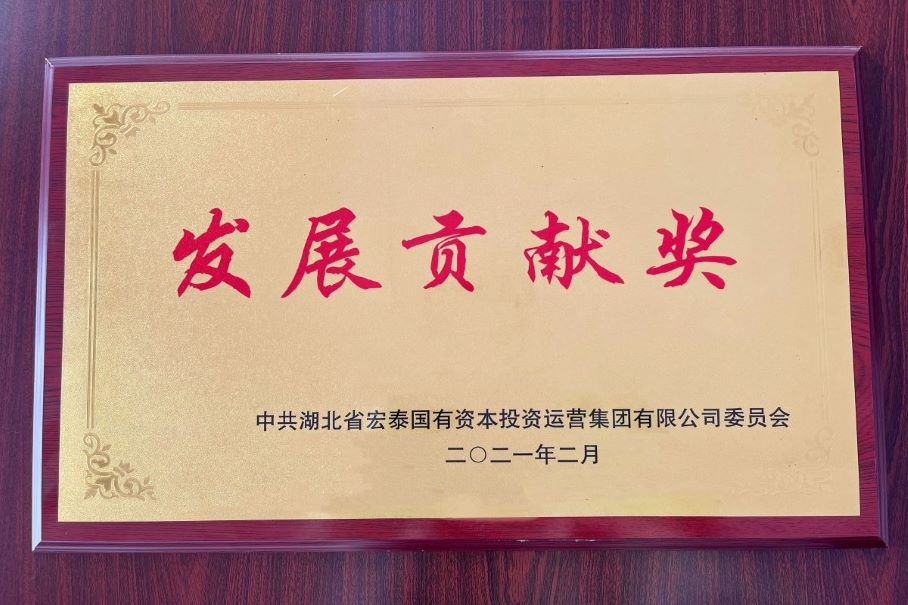 发展贡献奖
中共湖北省宏泰国有资本投资运营集团有限公司委员会
二〇二一年二月